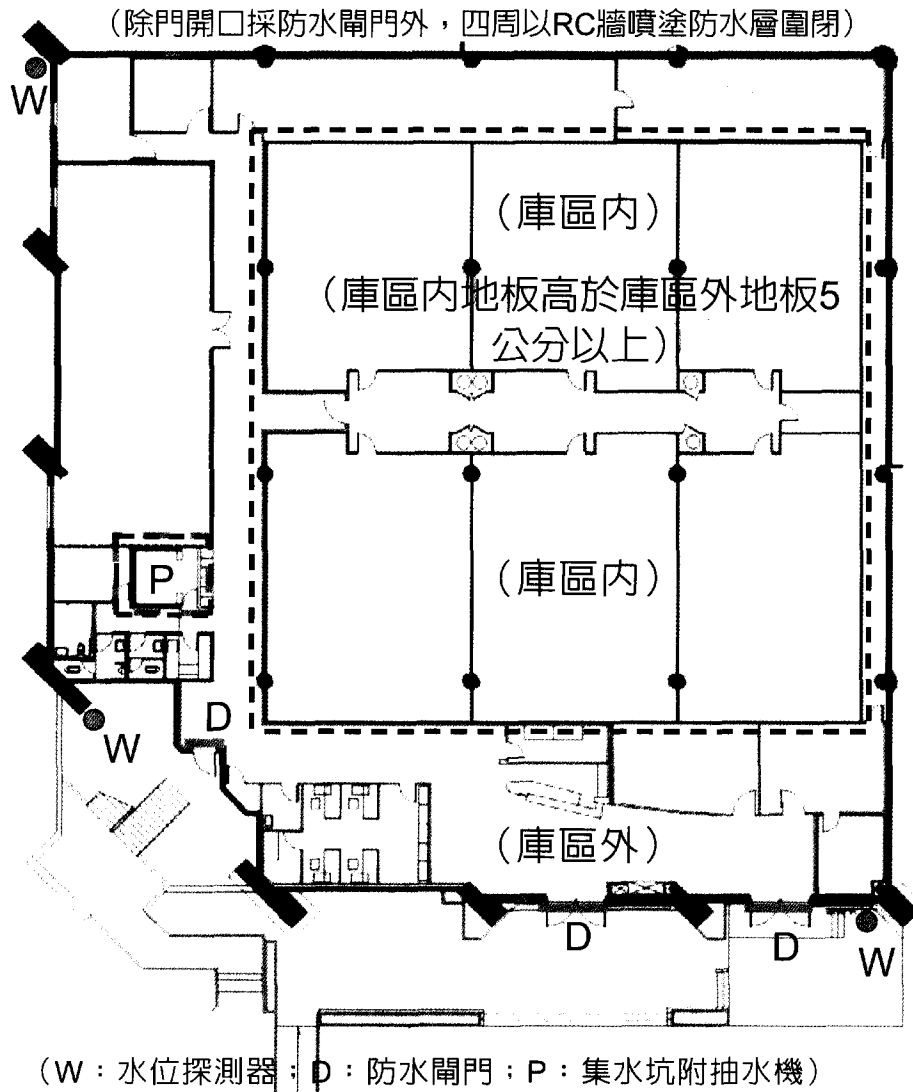 (除門開口採防水閘門外，四周以RC牆噴塗防水層圍閉)
W
(庫區內)
(庫區內地板高於庫區外地板5
公分以上)
P
(庫區內)
D
W
(庫區外)
D
D
W
(W：水位探測器；D：防水閘門；P：集水坑附抽水機)